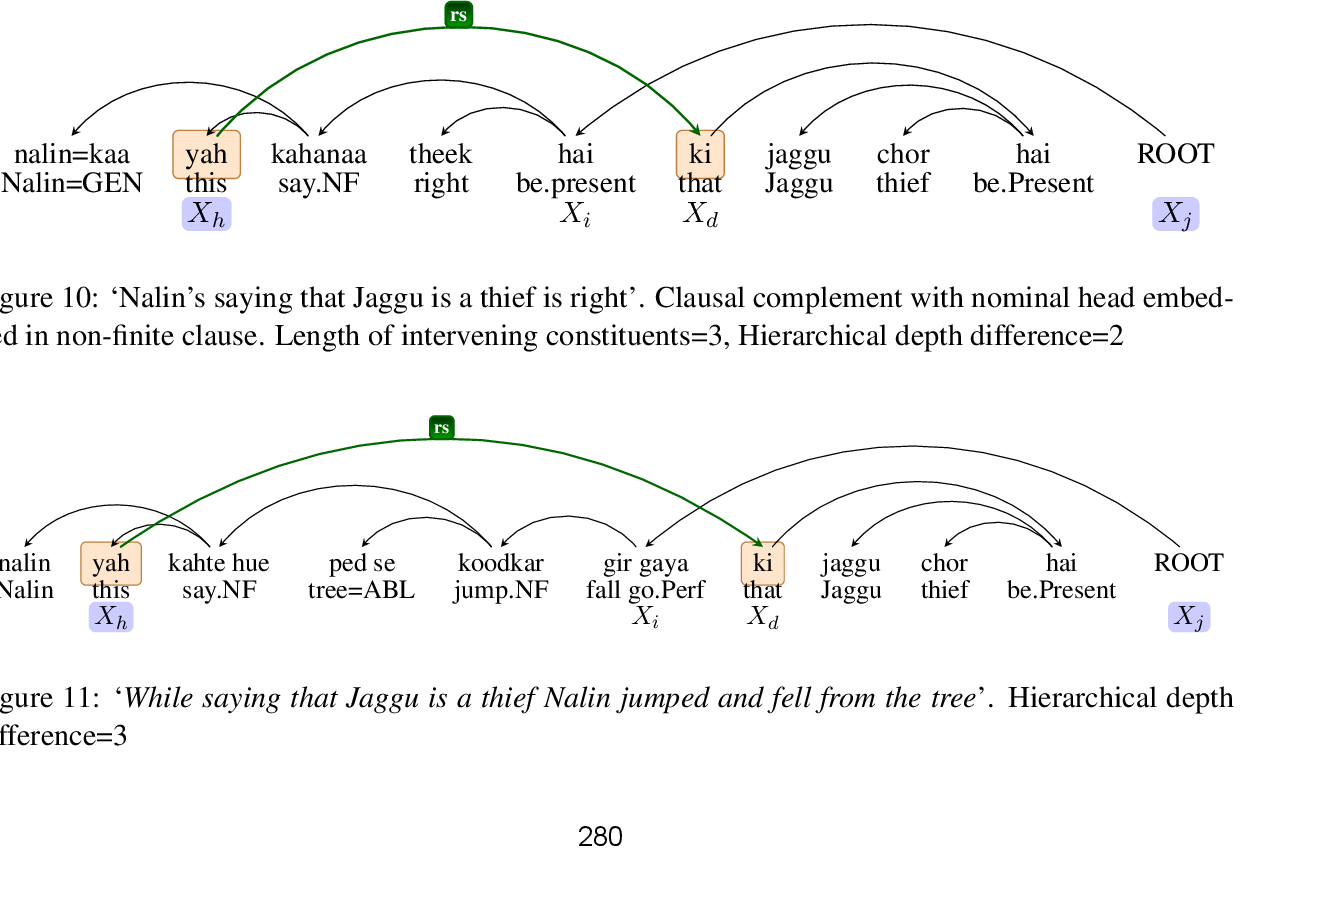 rs
nalin=kaa yah kahanaa theek hai ki jaggu chor hai ROOT
Nalin=GEN this say.NF right be.present that Jaggu thief be.Present
X_h X_i X_d X_j
gure 10: ‘Nalin’s saying that Jaggu is a thief is right’. Clausal complement with nominal head embed-
ed in non-finite clause. Length of intervening constituents=3, Hierarchical depth difference=2
rs
nalin yah kahte hue ped se koodkar gir gaya ki jaggu chor hai ROOT
Nalin this say.NF tree=ABL jump.NF fall go.Perf that Jaggu thief be.Present
X_h X_i X_d X_j
gure 11: ‘While saying that Jaggu is a thief Nalin jumped and fell from the tree’. Hierarchical depth
fference=3
280